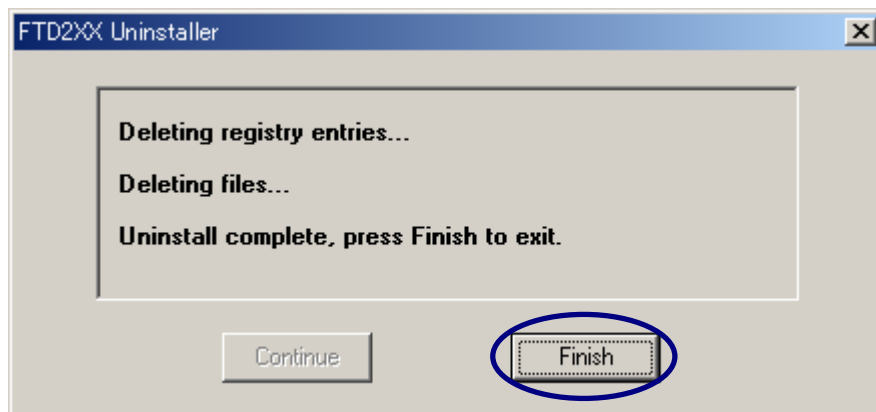 FTD2XX Uninstaller
Deleting registry entries...
Deleting files...
Uninstall complete, press Finish to exit.
Continue
Finish